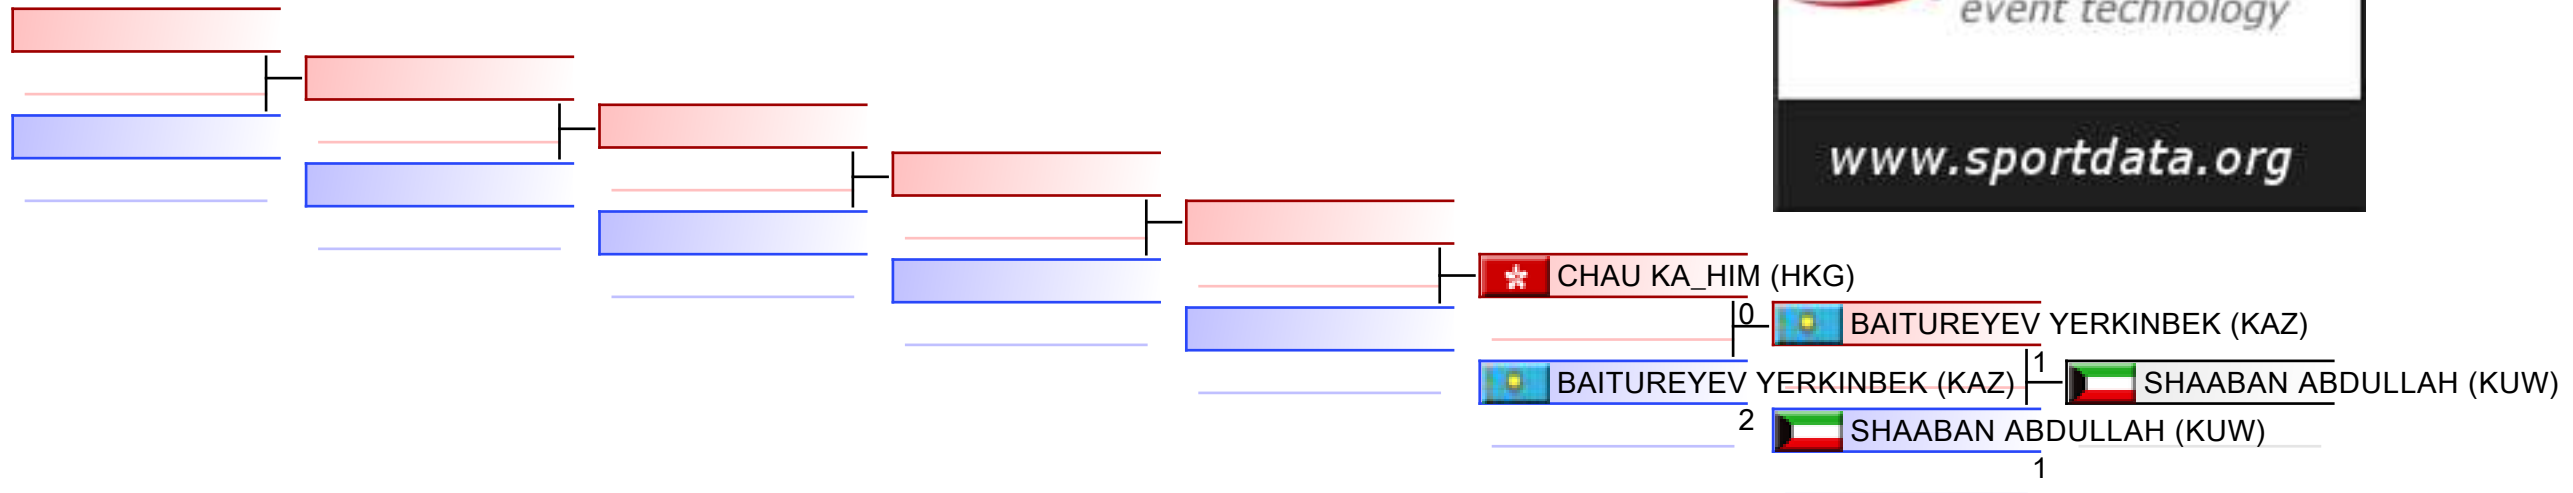 event technology
www.sportdata.org
CHAU KA_HIM (HKG)
0
BAITUREYEV YERKINBEK (KAZ)
1
BAITUREYEV YERKINBEK (KAZ)
SHAABAN ABDULLAH (KUW)
2
SHAABAN ABDULLAH (KUW)
1